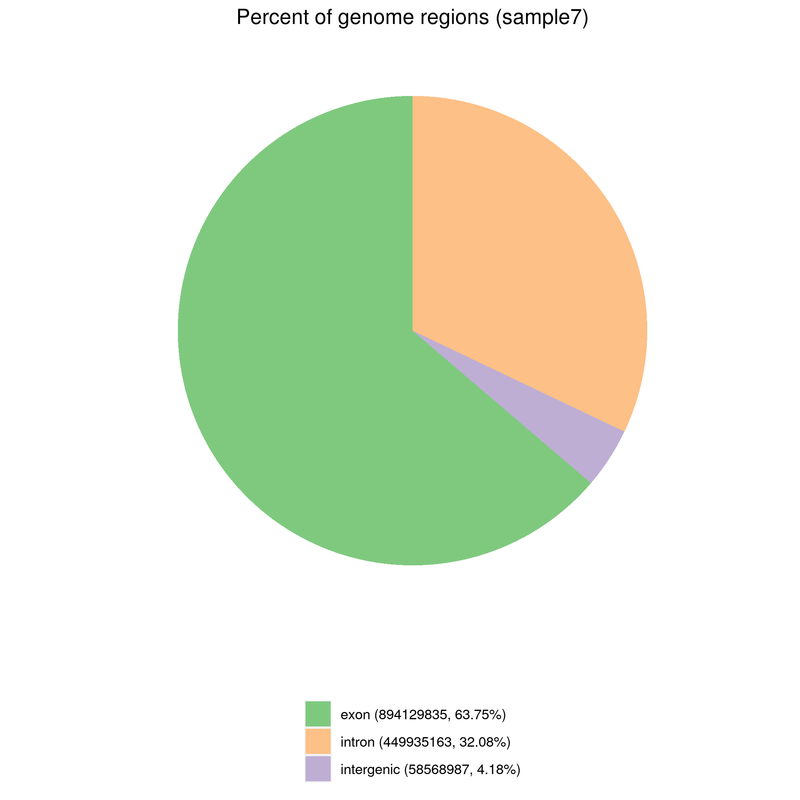 Percent of genome regions (sample7)
exon (894129835, 63.75%)
intron (449935163, 32.08%)
intergenic (58568987, 4.18%)